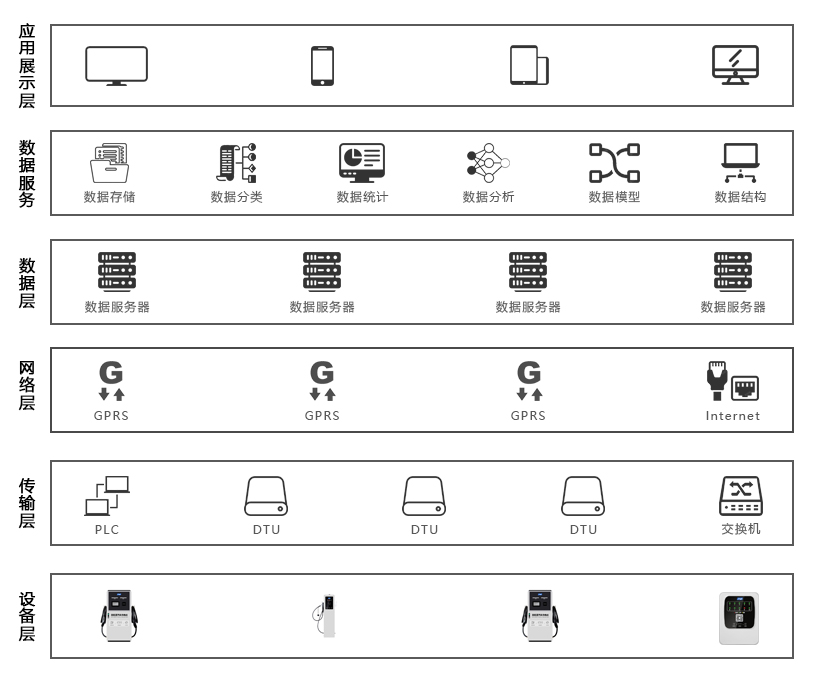 应用展示层
数据服务
数据存储
数据分类
数据统计
数据分析
数据模型
数据结构
数据层
数据服务器
数据服务器
数据服务器
数据服务器
网络层
G
GPRS
G
GPRS
G
GPRS
Internet
传输层
PLC
DTU
DTU
DTU
交换机
设备层